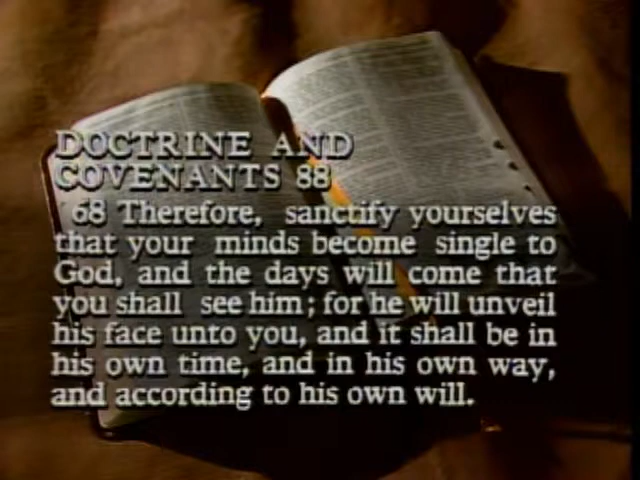 DOCTRINE AND
COVENANTS 88
68 Therefore, sanctify yourselves
that your minds become single to
God, and the days will come that
you shall see him; for he will unveil
his face unto you, and it shall be in
his own time, and in his own way,
and according to his own will.